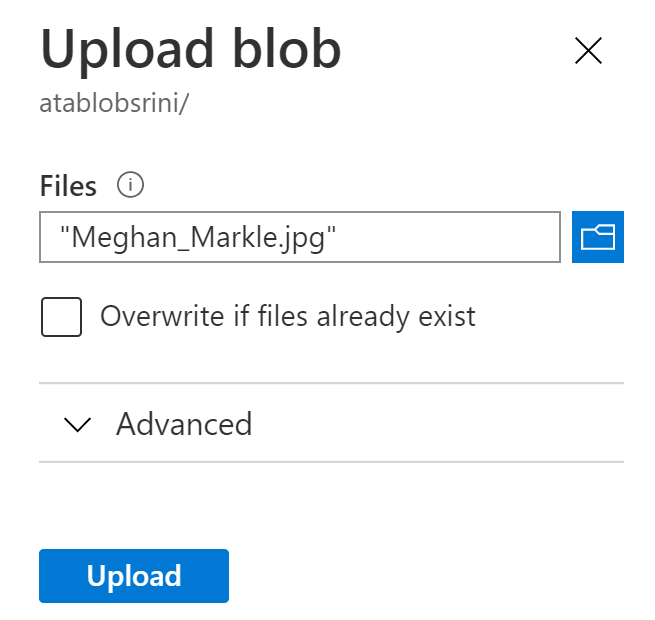 Upload blob
atablobsrini/
Files
"Meghan_Markle.jpg"
Overwrite if files already exist
Advanced
Upload